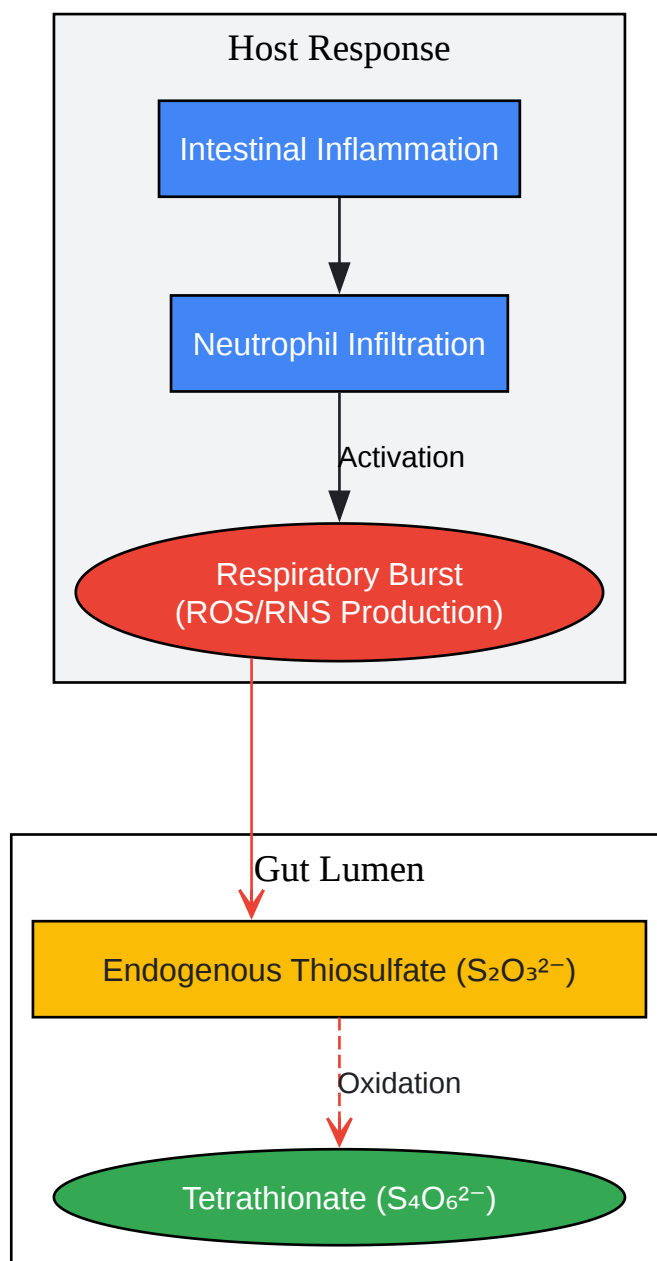 Host Response
Intestinal Inflammation
Neutrophil Infiltration
Activation
Respiratory Burst
(ROS/RNS Production)
Gut Lumen
Endogenous Thiosulfate (S₂O₃²⁻)
Oxidation
Tetrathionate (S₄O₆²⁻)